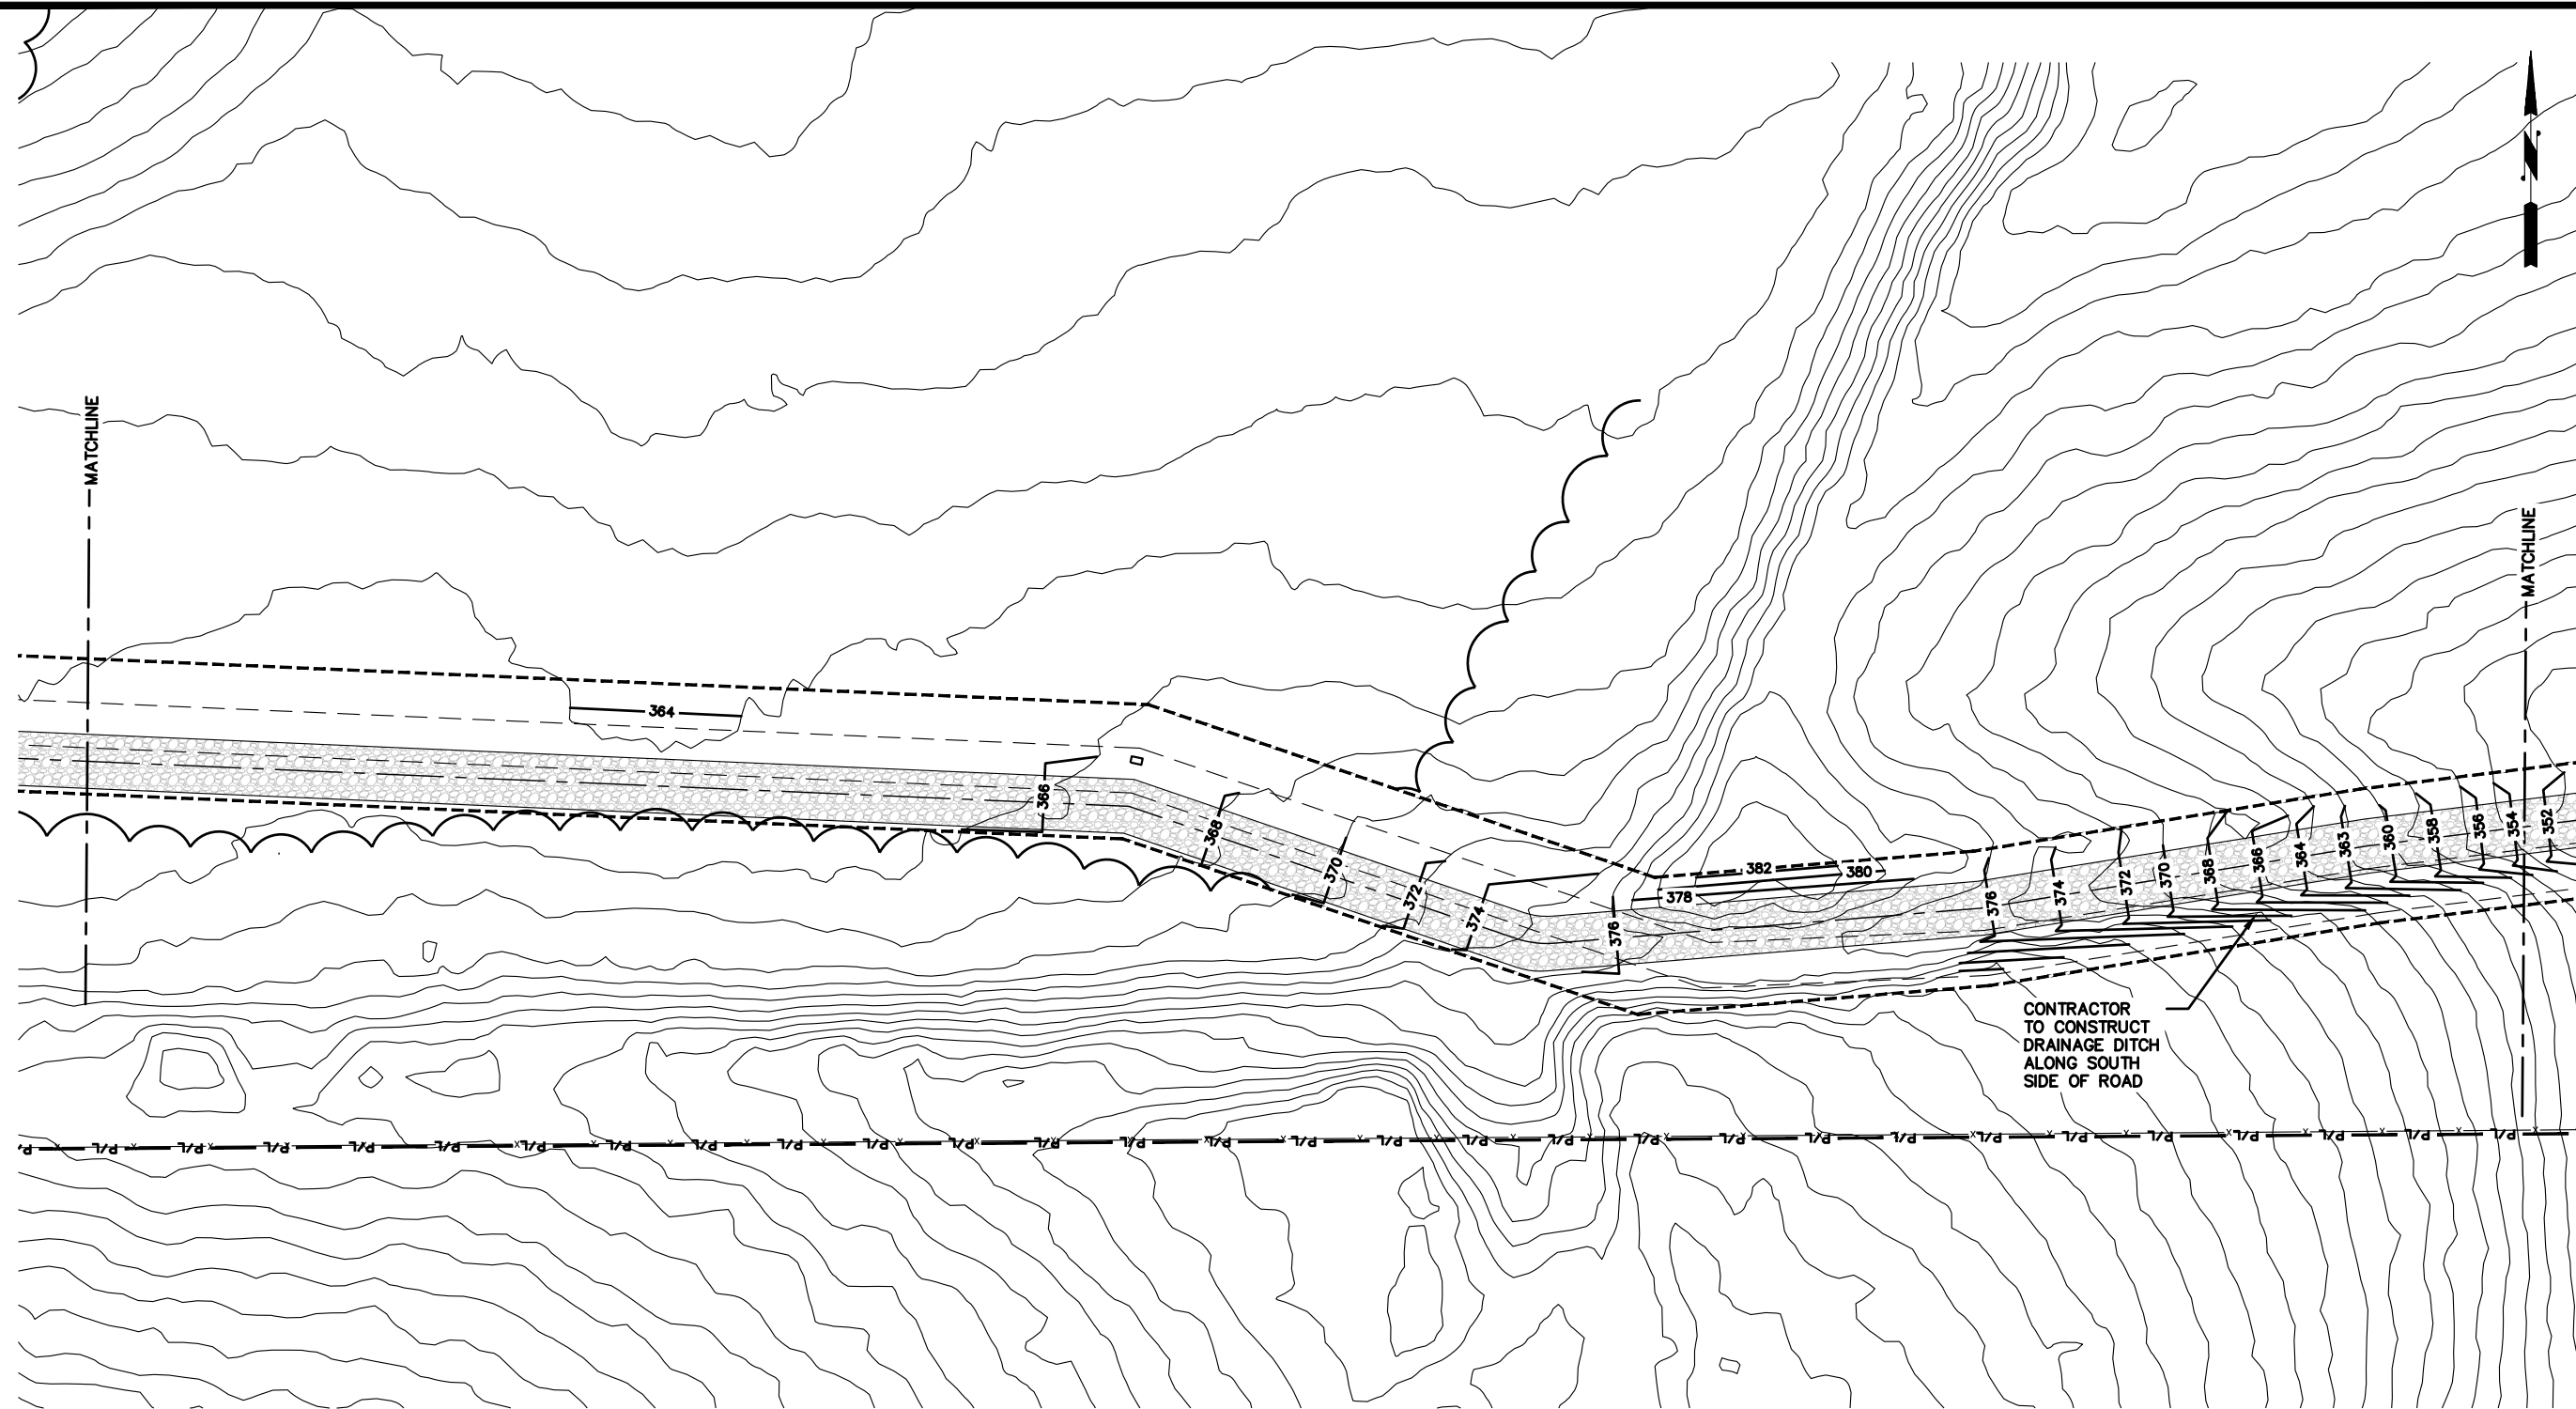 N
MATCHLINE
MATCHLINE
364
366
368
370
372
374
376
378
382
380
376
374
372
370
368
366
364
363
360
358
356
354
352
CONTRACTOR
TO CONSTRUCT
DRAINAGE DITCH
ALONG SOUTH
SIDE OF ROAD
P/L x P/L x P/L x P/L x P/L x P/L x P/L x P/L x P/L x P/L x P/L x P/L x P/L x P/L x P/L x P/L x P/L x P/L x P/L x P/L x P/L x P/L x P/L x P/L x P/L x P/L x P/L x P/L x P/L